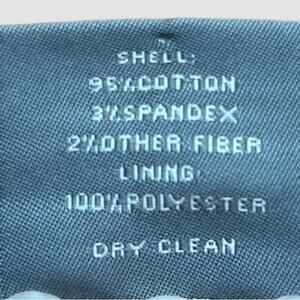 SHELL:
95%COTTON
3%SPANDEX
2%OTHER FIBER
LINING:
100%POLYESTER
DRY CLEAN